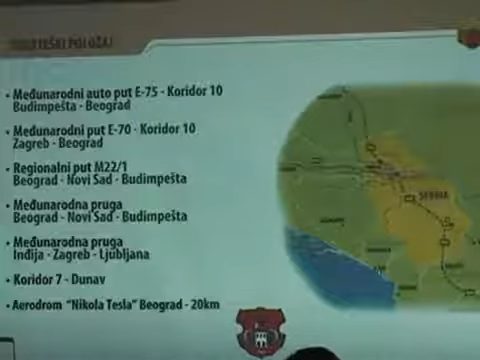 • Međunarodni auto put E-75 - Koridor 10
Budimpešta - Beograd
• Međunarodni put E-70 - Koridor 10
Zagreb - Beograd
• Regionalni put M22/1
Beograd - Novi Sad - Budimpešta
• Međunarodna pruga
Beograd - Novi Sad - Budimpešta
• Međunarodna pruga
Inđija - Zagreb - Ljubljana
• Koridor 7 - Dunav
• Aerodrom "Nikola Tesla" Beograd - 20km
SERBIA